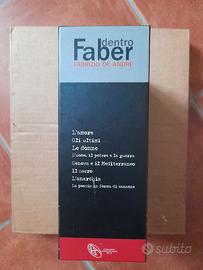 dentro
Faber
FABRIZIO DE ANDRÉ
L'amore
Gli ultimi
Le donne
L'uomo, il potere e la guerra
Genova e il Mediterraneo
Il sacro
L'anarchia
La poesia in forma di canzone
subito